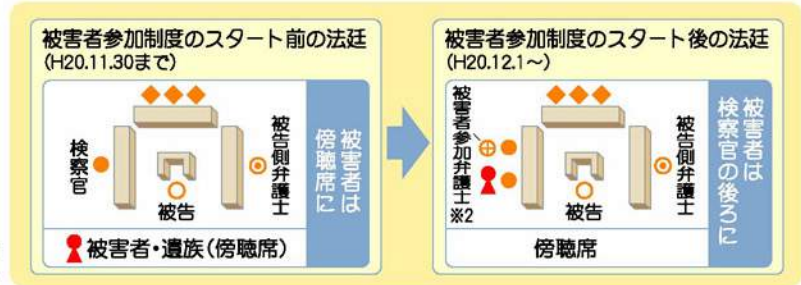 被害者参加制度のスタート前の法廷
(H20.11.30まで)
検察官
被告
被告側弁護士
被害者は
傍聴席に
被害者・遺族(傍聴席)
被害者参加制度のスタート後の法廷
(H20.12.1～)
被害者参加弁護士
※2
被告
被告側弁護士
被害者は
検察官の後ろに
傍聴席